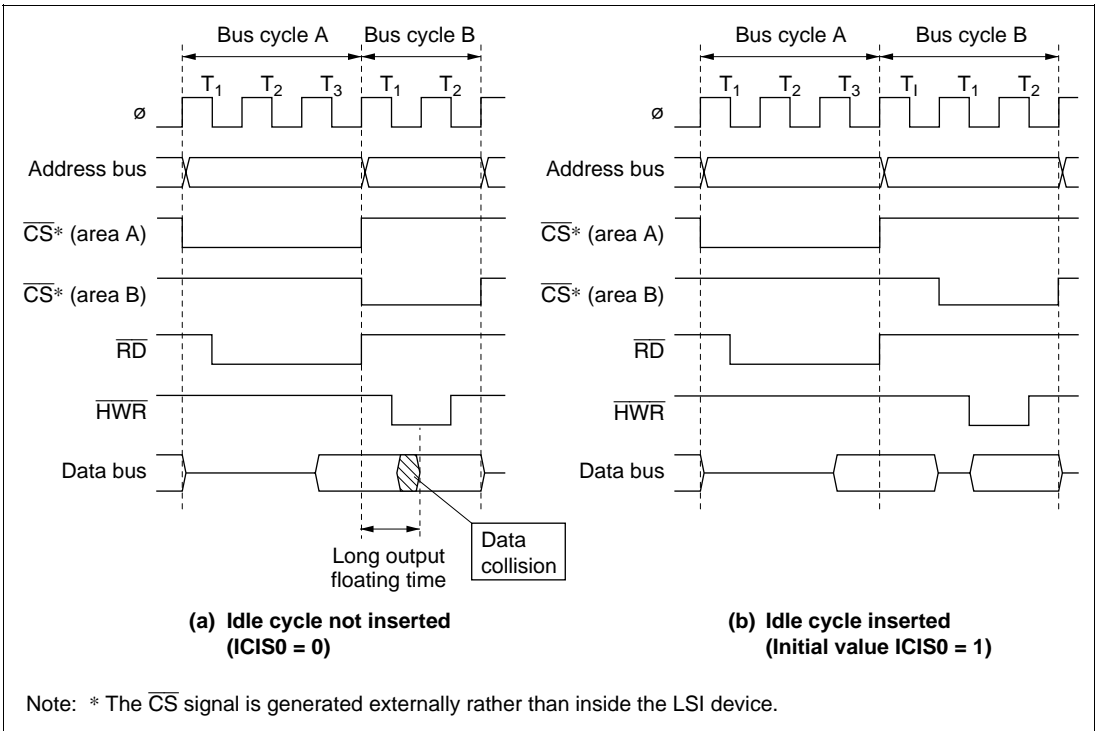 Bus cycle A Bus cycle B
T1 T2 T3 T1 T2
ø
Address bus
CS* (area A)
CS* (area B)
RD
HWR
Data bus
Long output
floating time
Data
collision
(a) Idle cycle not inserted
(ICIS0 = 0)
Bus cycle A Bus cycle B
T1 T2 T3 TI T1 T2
ø
Address bus
CS* (area A)
CS* (area B)
RD
HWR
Data bus
(b) Idle cycle inserted
(Initial value ICIS0 = 1)
Note: * The CS signal is generated externally rather than inside the LSI device.